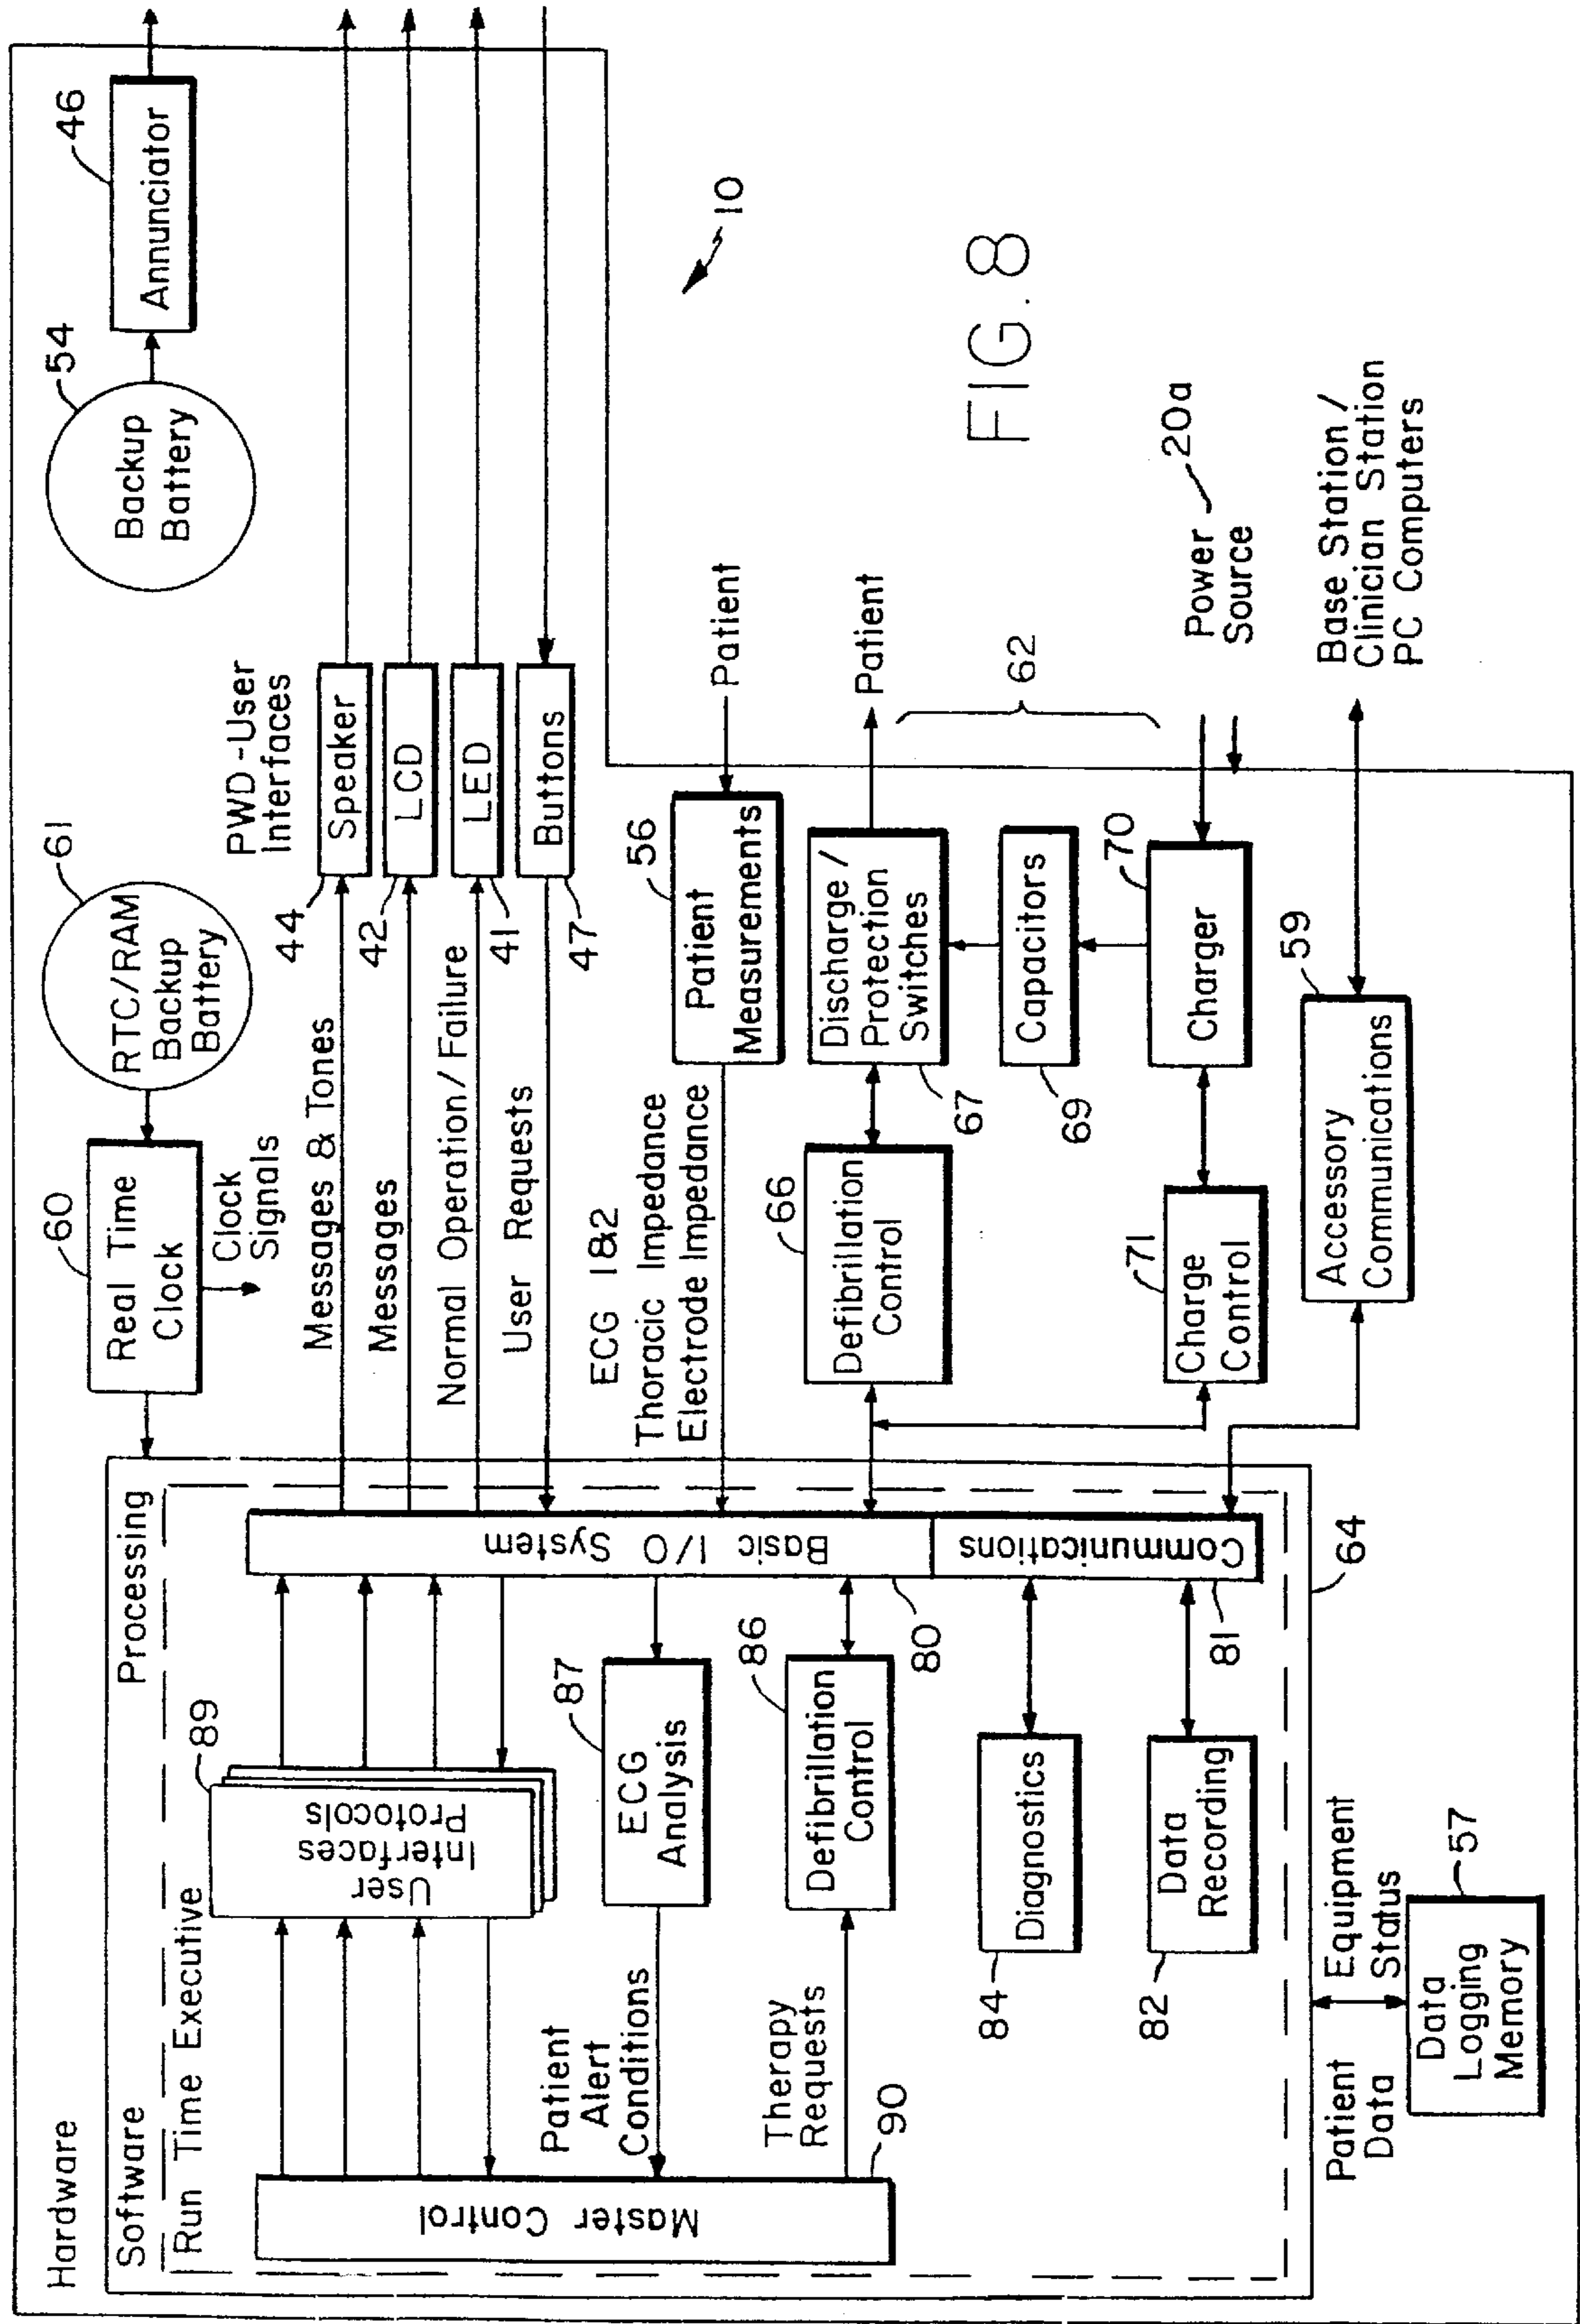 Hardware
Software
Processing
Run Time Executive
Master Control
90
User
Interfaces
Protocols
89
Patient
Alert
Conditions
ECG
Analysis
87
Therapy
Requests
Defibrillation
Control
86
Diagnostics
84
Data
Recording
82
Basic I/O System
80
Communications
81
64
Patient
Data
Equipment
Status
Data
Logging
Memory
57
Real Time
Clock
60
Clock
Signals
RTC/RAM
Backup
Battery
61
Backup
Battery
54
Annunciator
46
PWD-User
Interfaces
Messages & Tones
44
Speaker
Messages
42
LCD
Normal Operation/Failure
41
LED
User Requests
47
Buttons
ECG 1&2
Thoracic Impedance
Electrode Impedance
Patient
Measurements
56
Patient
Defibrillation
Control
66
Discharge/
Protection
Switches
67
Patient
Capacitors
69
62
Charge
Control
71
Charger
70
Power
Source
20a
Accessory
Communications
59
Base Station/
Clinician Station
PC Computers
10
FIG. 8